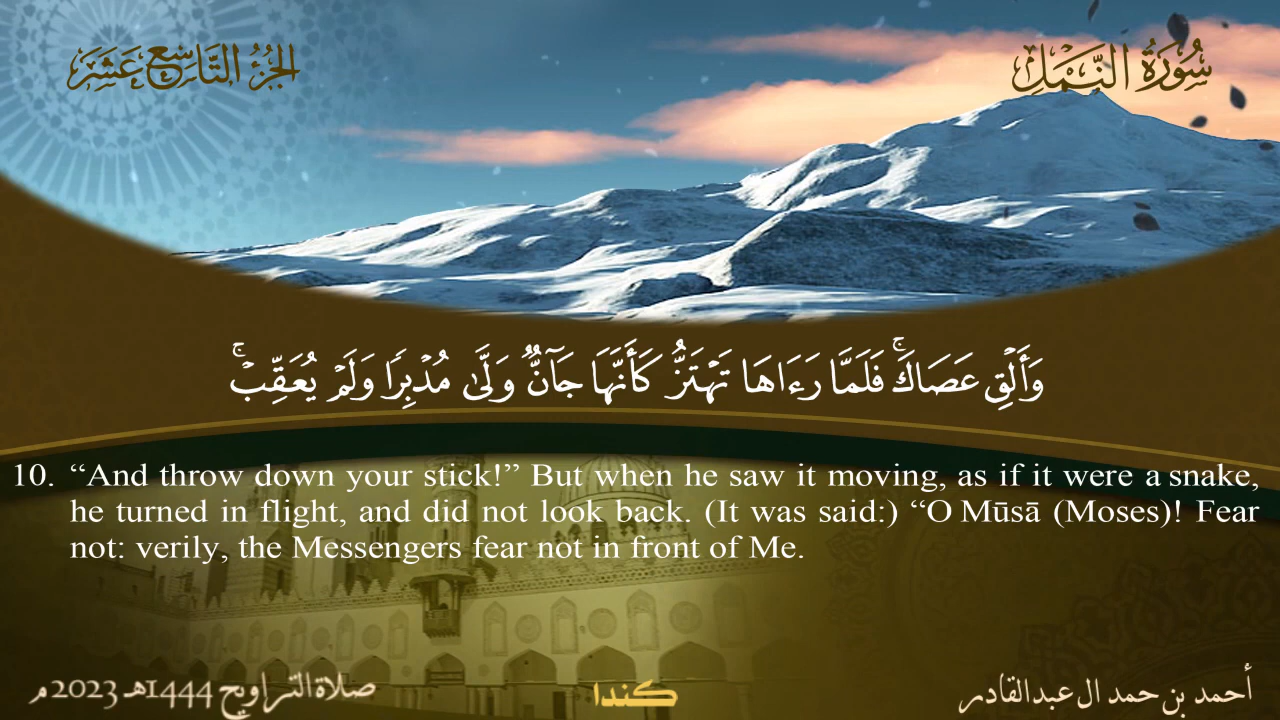 سُورَةُ النَّمْلِ
الجُزْءُ التَّاسِعَ عَشَرَ
وَأَلْقِ عَصَاكَۚ فَلَمَّا رَءَاهَا تَهْتَزُّ كَأَنَّهَا جَآنٌّ وَلَّىٰ مُدْبِرًا وَلَمْ يُعَقِّبْۚ
10. “And throw down your stick!” But when he saw it moving, as if it were a snake,
he turned in flight, and did not look back. (It was said:) “O Mūsā (Moses)! Fear
not: verily, the Messengers fear not in front of Me.
أحمد بن حمد ال عبدالقادر
كندا
صلاة التراويح 1444هـ 2023م